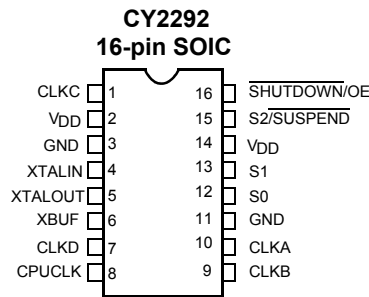 CY2292
16-pin SOIC
CLKC 1 16 SHUTDOWN/OE
VDD 2 15 S2/SUSPEND
GND 3 14 VDD
XTALIN 4 13 S1
XTALOUT 5 12 S0
XBUF 6 11 GND
CLKD 7 10 CLKA
CPUCLK 8 9 CLKB